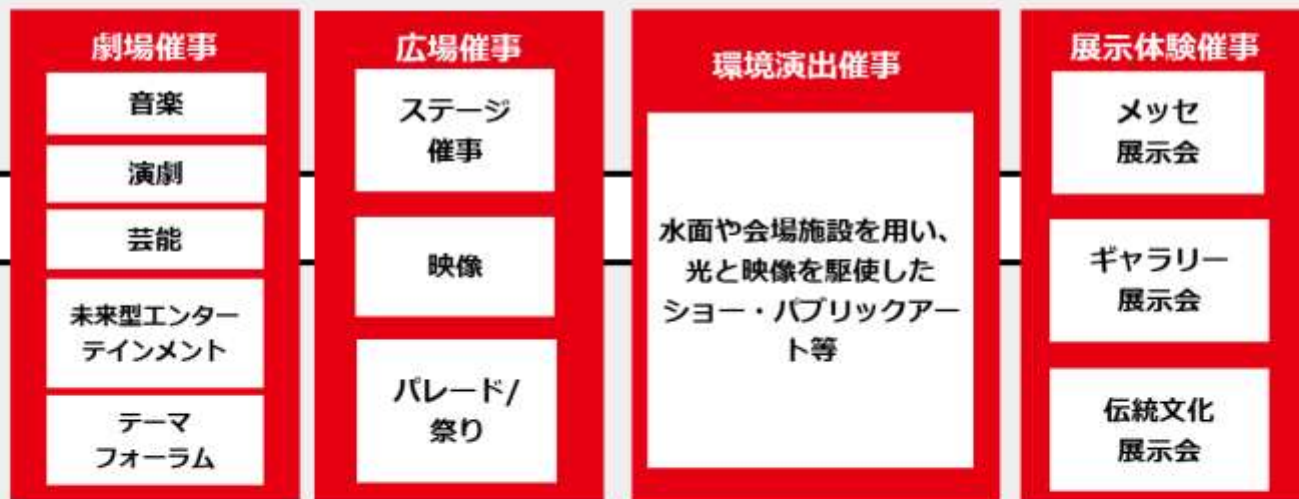 劇場催事
音楽
演劇
芸能
未来型エンター
テインメント
テーマ
フォーラム
広場催事
ステージ
催事
映像
パレード/
祭り
環境演出催事
水面や会場施設を用い、
光と映像を駆使した
ショー・パブリックアー
ト等
展示体験催事
メッセ
展示会
ギャラリー
展示会
伝統文化
展示会